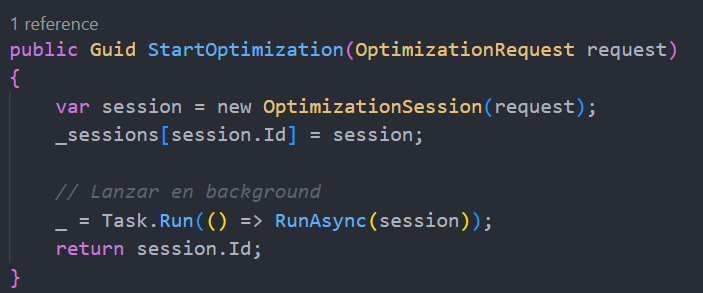 1 reference
public Guid StartOptimization(OptimizationRequest request)
{
    var session = new OptimizationSession(request);
    _sessions[session.Id] = session;

    // Lanzar en background
    _ = Task.Run(() => RunAsync(session));
    return session.Id;
}